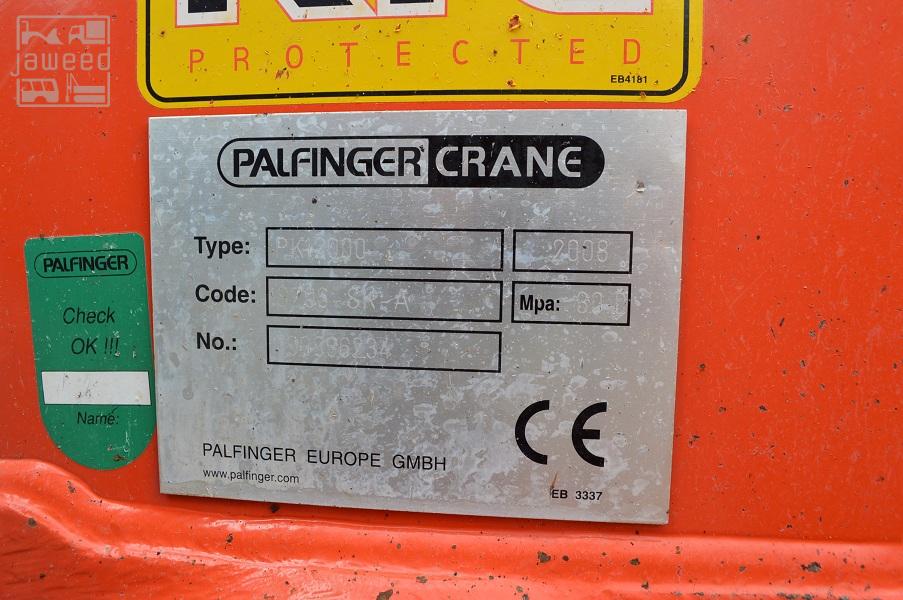 jaweed
PROTECTED
EB4181
PALFINGER CRANE
Type: 2008
Code:
Mpa:
No.:
PALFINGER
Check
OK !!!
Name:
PALFINGER EUROPE GMBH
www.palfinger.com
CE
EB 3337